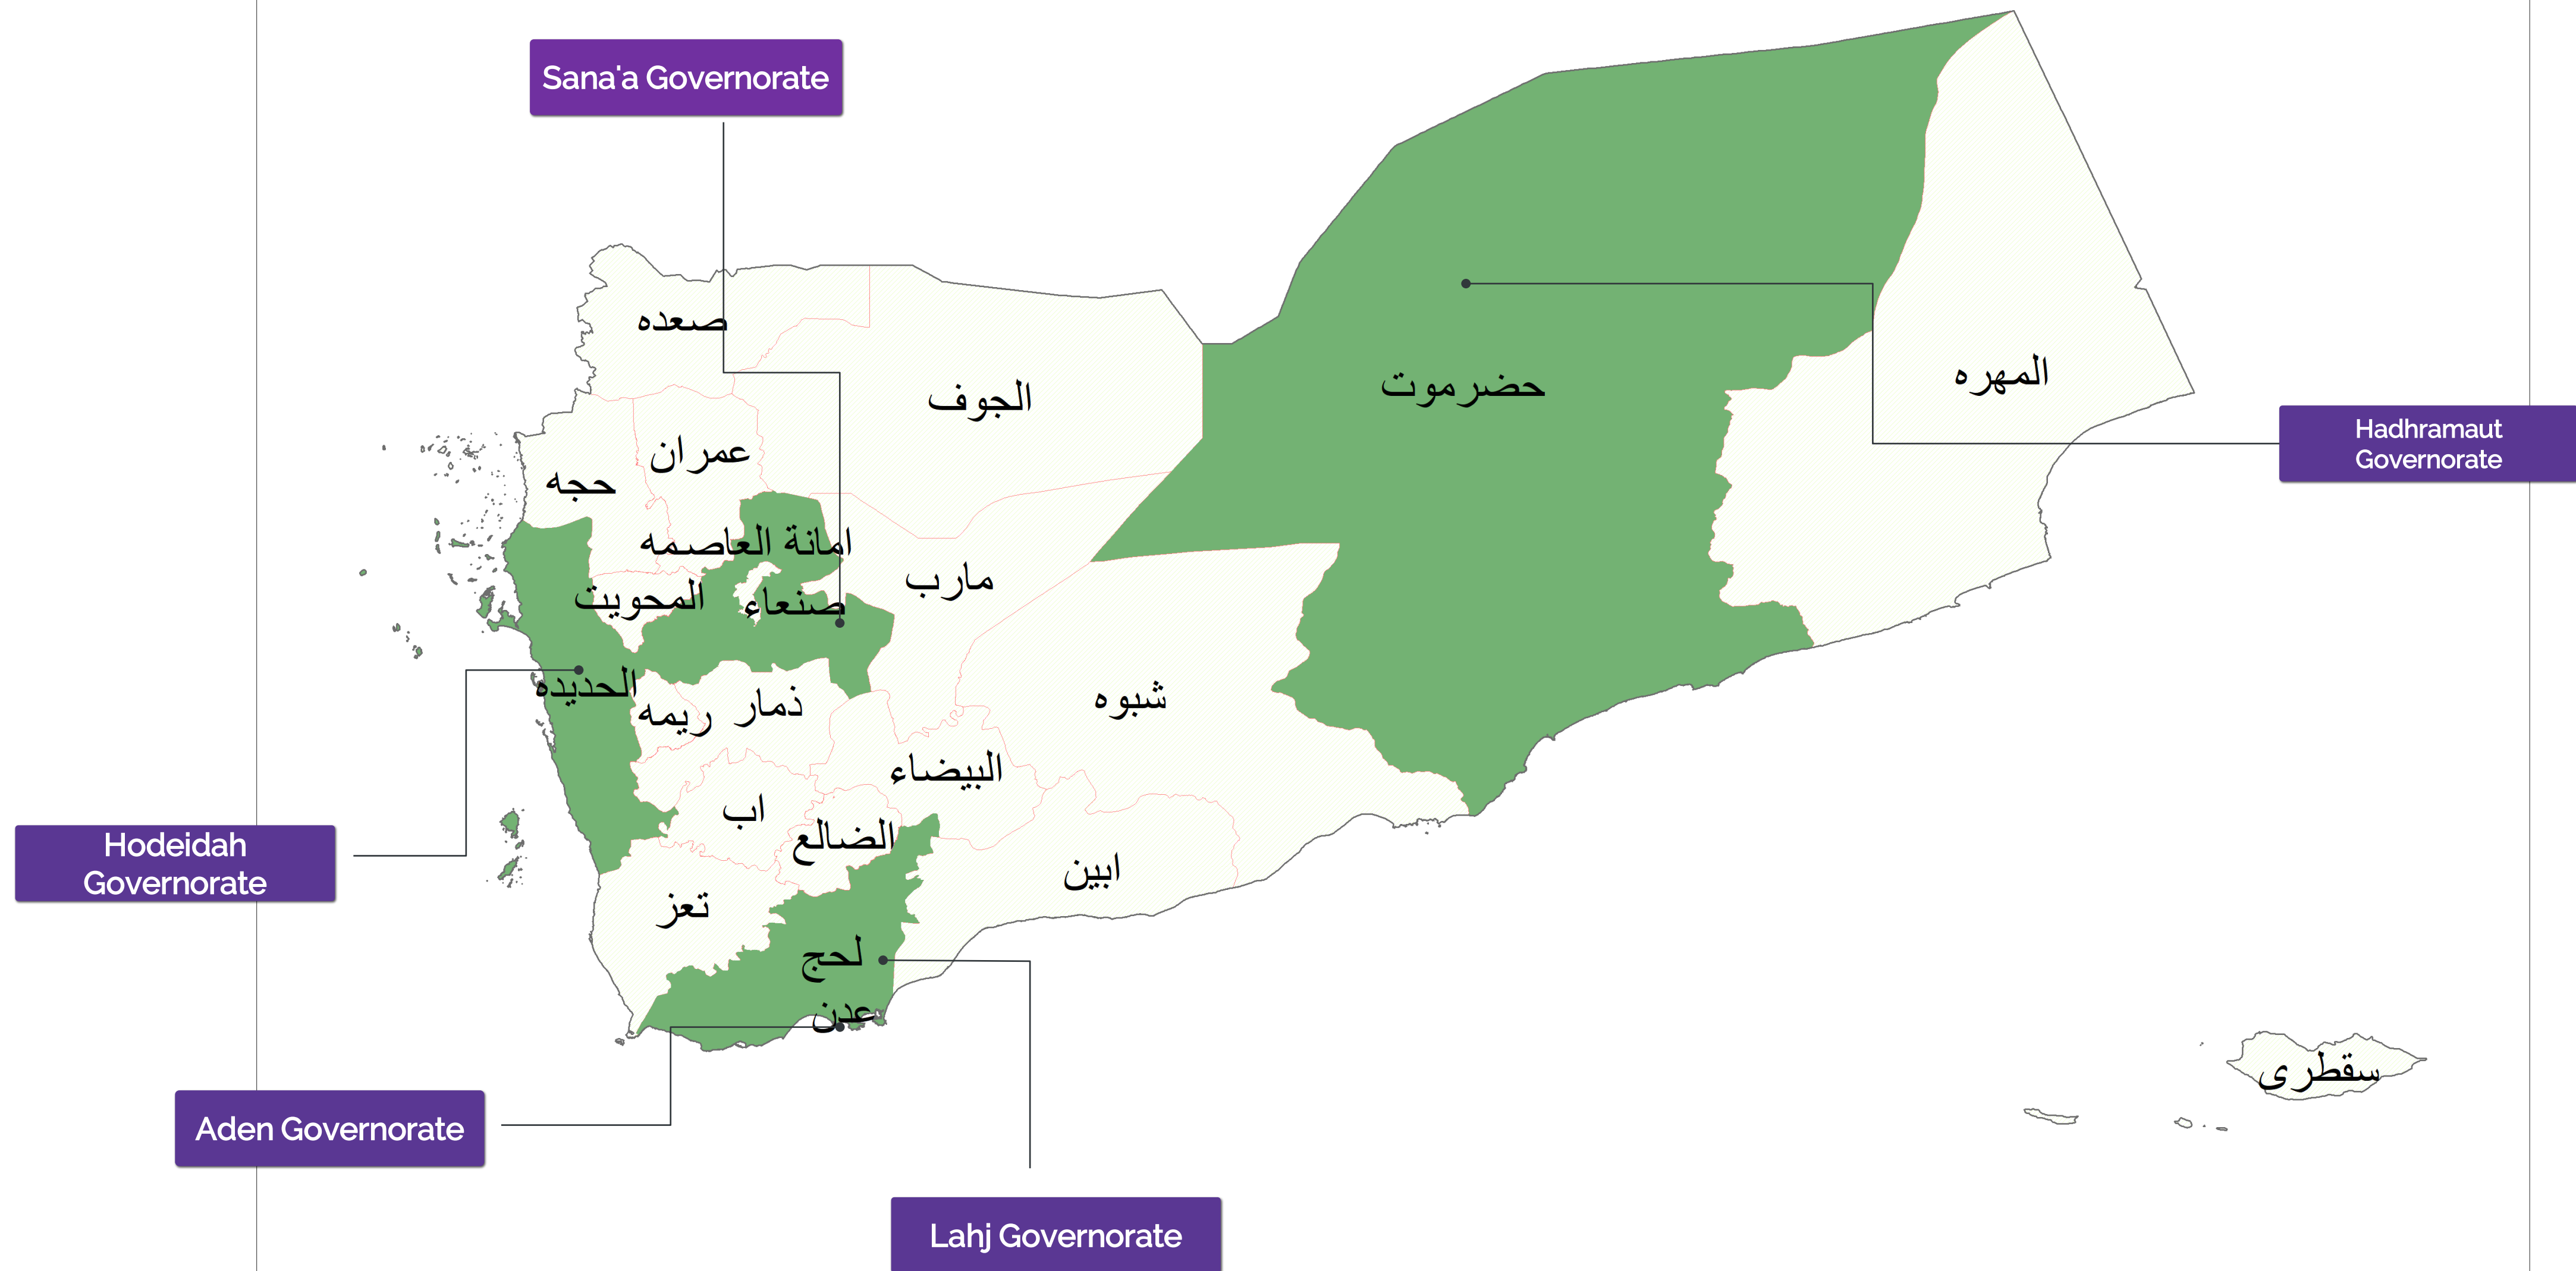 Sana'a Governorate
صعده
الجوف
حضرموت
المهره
Hadhramaut
Governorate
عمران
حجه
امانة العاصمه
مارب
المحويت
صنعاء
الحديده
ريمه
ذمار
شبوه
البيضاء
اب
الضالع
Hodeidah
Governorate
ابين
تعز
لحج
عدن
سقطرى
Aden Governorate
Lahj Governorate